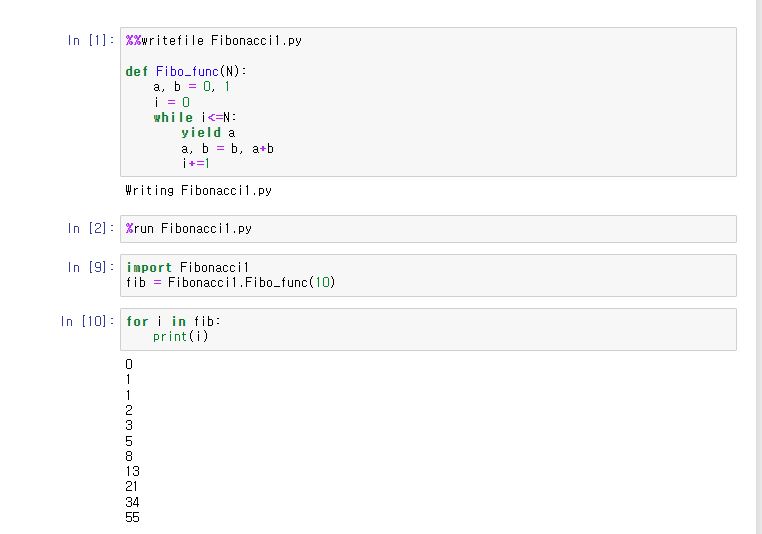 In [1]: %%writefile Fibonacci1.py
def Fibo_func(N):
    a, b = 0, 1
    i = 0
    while i<=N:
        yield a
        a, b = b, a+b
        i+=1
Writing Fibonacci1.py
In [2]: %run Fibonacci1.py
In [9]: import Fibonacci1
fib = Fibonacci1.Fibo_func(10)
In [10]: for i in fib:
    print(i)
0
1
1
2
3
5
8
13
21
34
55